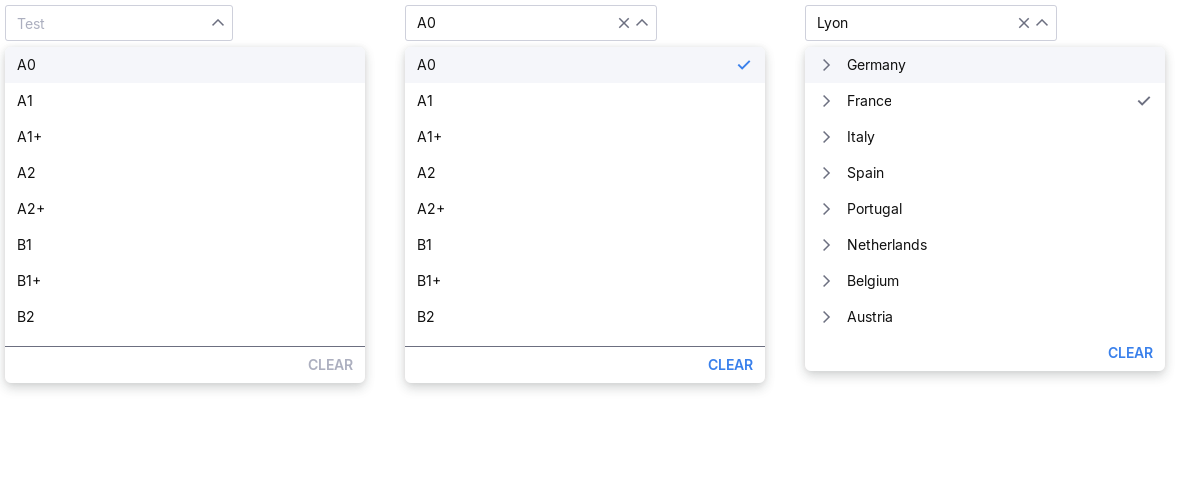 Test
A0
A1
A1+
A2
A2+
B1
B1+
B2
CLEAR
A0
A0
A1
A1+
A2
A2+
B1
B1+
B2
CLEAR
Lyon
Germany
France
Italy
Spain
Portugal
Netherlands
Belgium
Austria
CLEAR